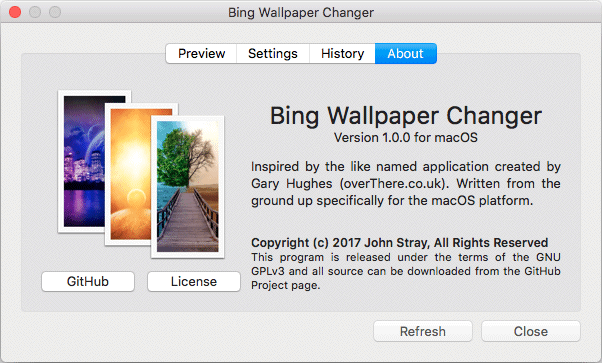 Bing Wallpaper Changer
Preview Settings History About
Bing Wallpaper Changer
Version 1.0.0 for macOS
Inspired by the like named application created by
Gary Hughes (overThere.co.uk). Written from the
ground up specifically for the macOS platform.
Copyright (c) 2017 John Stray, All Rights Reserved
This program is released under the terms of the GNU
GPLv3 and all source can be downloaded from the GitHub
Project page.
GitHub License
Refresh Close